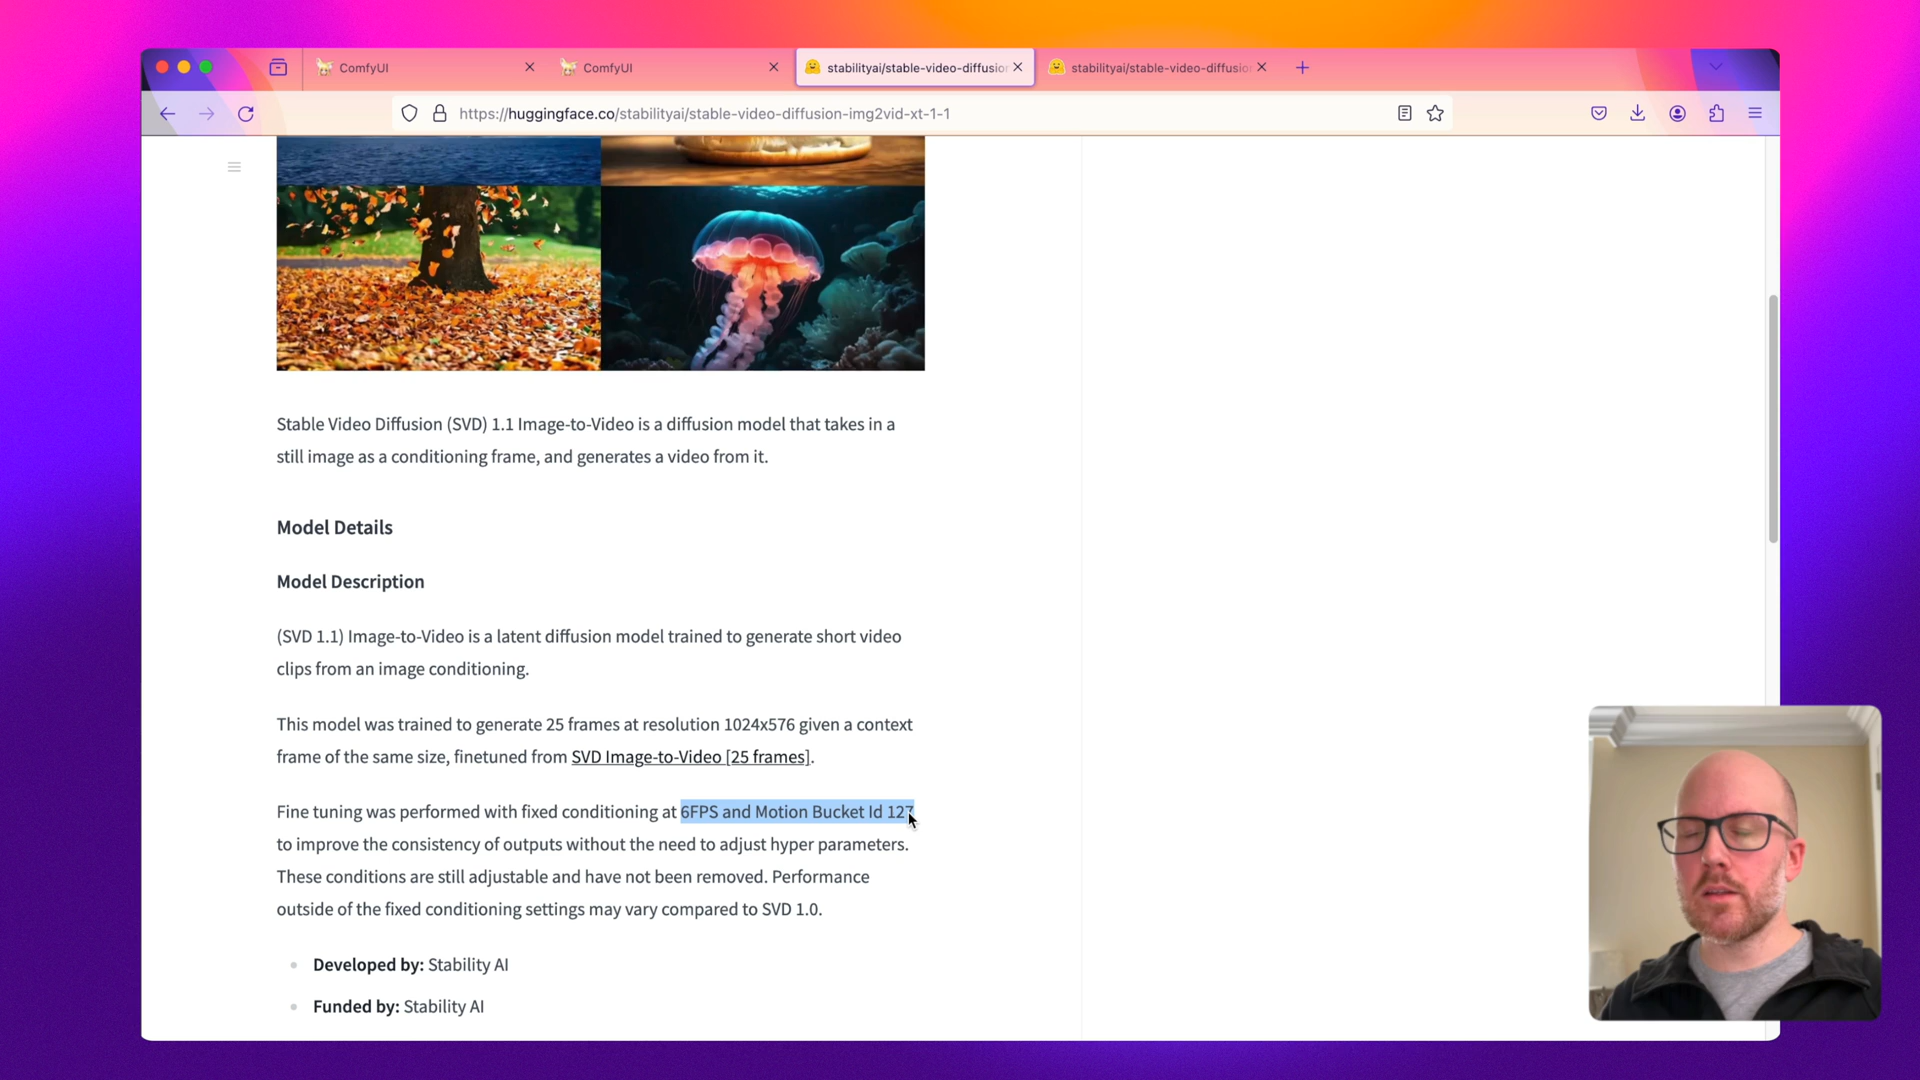 ComfyUI
ComfyUI
stabilityai/stable-video-diffusion
stabilityai/stable-video-diffusio
https://huggingface.co/stabilityai/stable-video-diffusion-img2vid-xt-1-1
Stable Video Diffusion (SVD) 1.1 Image-to-Video is a diffusion model that takes in a
still image as a conditioning frame, and generates a video from it.
Model Details
Model Description
(SVD 1.1) Image-to-Video is a latent diffusion model trained to generate short video
clips from an image conditioning.
This model was trained to generate 25 frames at resolution 1024x576 given a context
frame of the same size, finetuned from SVD Image-to-Video [25 frames].
Fine tuning was performed with fixed conditioning at 6FPS and Motion Bucket Id 127
to improve the consistency of outputs without the need to adjust hyper parameters.
These conditions are still adjustable and have not been removed. Performance
outside of the fixed conditioning settings may vary compared to SVD 1.0.
Developed by: Stability AI
Funded by: Stability AI